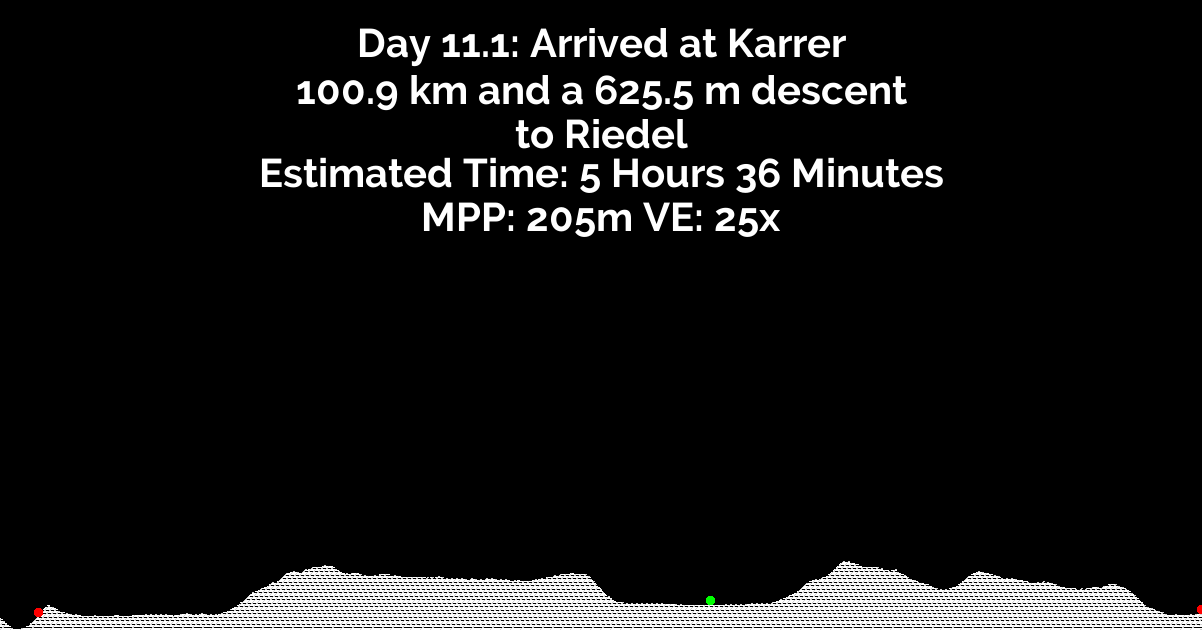 Day 11.1: Arrived at Karrer
100.9 km and a 625.5 m descent
to Riedel
Estimated Time: 5 Hours 36 Minutes
MPP: 205m VE: 25x